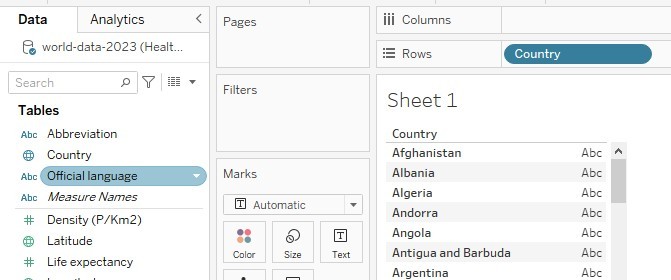 Data
Analytics
world-data-2023 (Healt...
Search
Tables
Abc Abbreviation
Country
Abc Official language
Abc Measure Names
Density (P/Km2)
Latitude
Life expectancy
Pages
Filters
Marks
Automatic
Color
Size
Text
Columns
Rows
Country
Sheet 1
Country
Afghanistan Abc
Albania Abc
Algeria Abc
Andorra Abc
Angola Abc
Antigua and Barbuda Abc
Argentina Abc